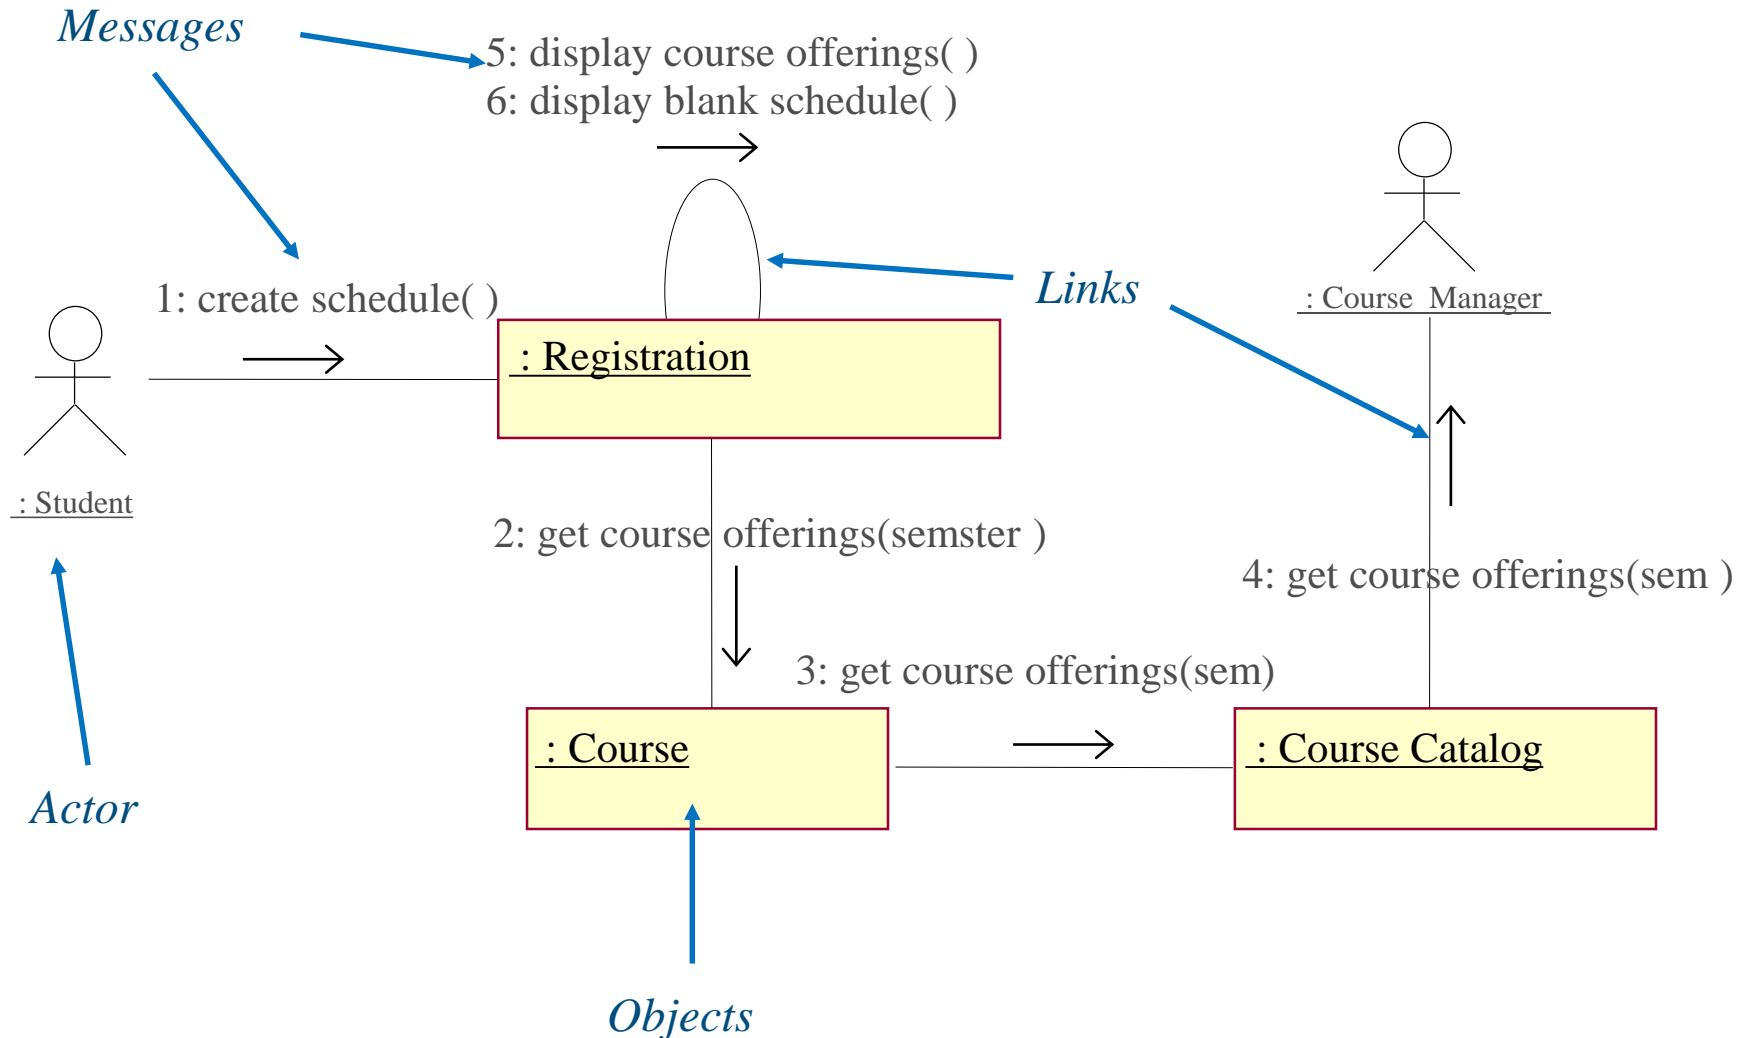 Messages
5: display course offerings( )
6: display blank schedule( )
Links
: Course Manager
1: create schedule( )
: Registration
: Student
2: get course offerings(semster )
4: get course offerings(sem )
3: get course offerings(sem)
: Course
: Course Catalog
Actor
Objects